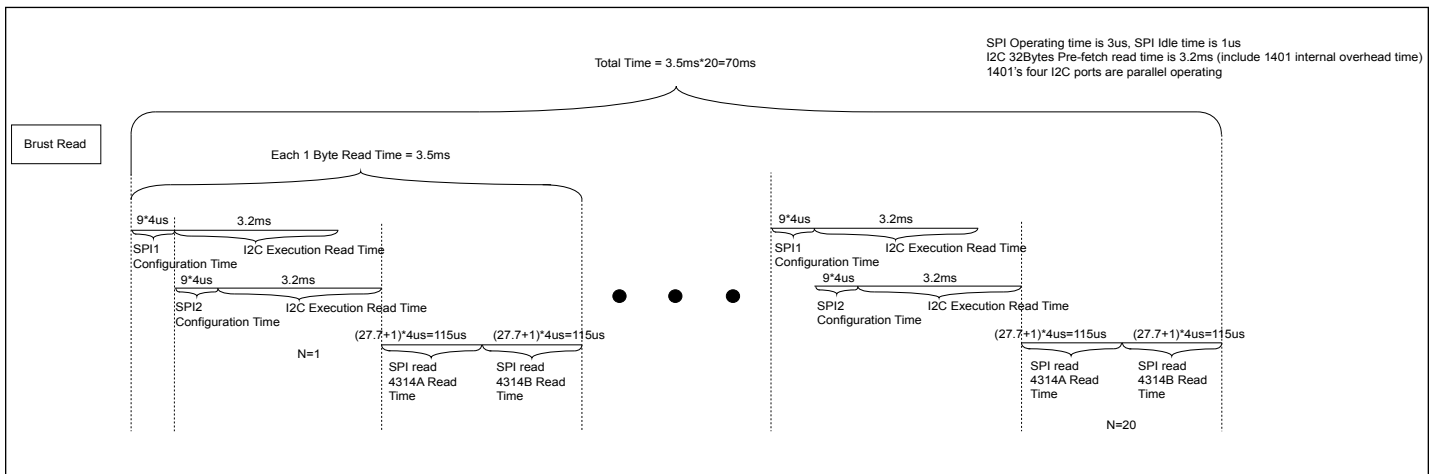 SPI Operating time is 3us, SPI Idle time is 1us
I2C 32Bytes Pre-fetch read time is 3.2ms (include 1401 internal overhead time)
1401's four I2C ports are parallel operating
Total Time = 3.5ms*20=70ms
Brust Read
Each 1 Byte Read Time = 3.5ms
9*4us
3.2ms
SPI1
Configuration Time
I2C Execution Read Time
9*4us
3.2ms
SPI2
Configuration Time
I2C Execution Read Time
(27.7+1)*4us=115us
(27.7+1)*4us=115us
N=1
SPI read
4314A Read
Time
SPI read
4314B Read
Time
9*4us
3.2ms
SPI1
Configuration Time
I2C Execution Read Time
9*4us
3.2ms
SPI2
Configuration Time
I2C Execution Read Time
(27.7+1)*4us=115us
(27.7+1)*4us=115us
SPI read
4314A Read
Time
SPI read
4314B Read
Time
N=20